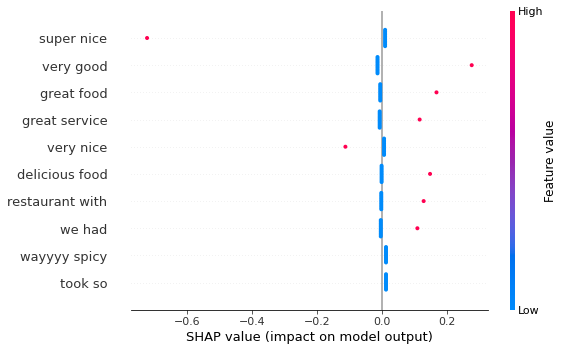 High
super nice
very good
great food
great service
very nice
delicious food
restaurant with
we had
wayyyy spicy
took so
Feature value
Low
−0.6 −0.4 −0.2 0.0 0.2
SHAP value (impact on model output)